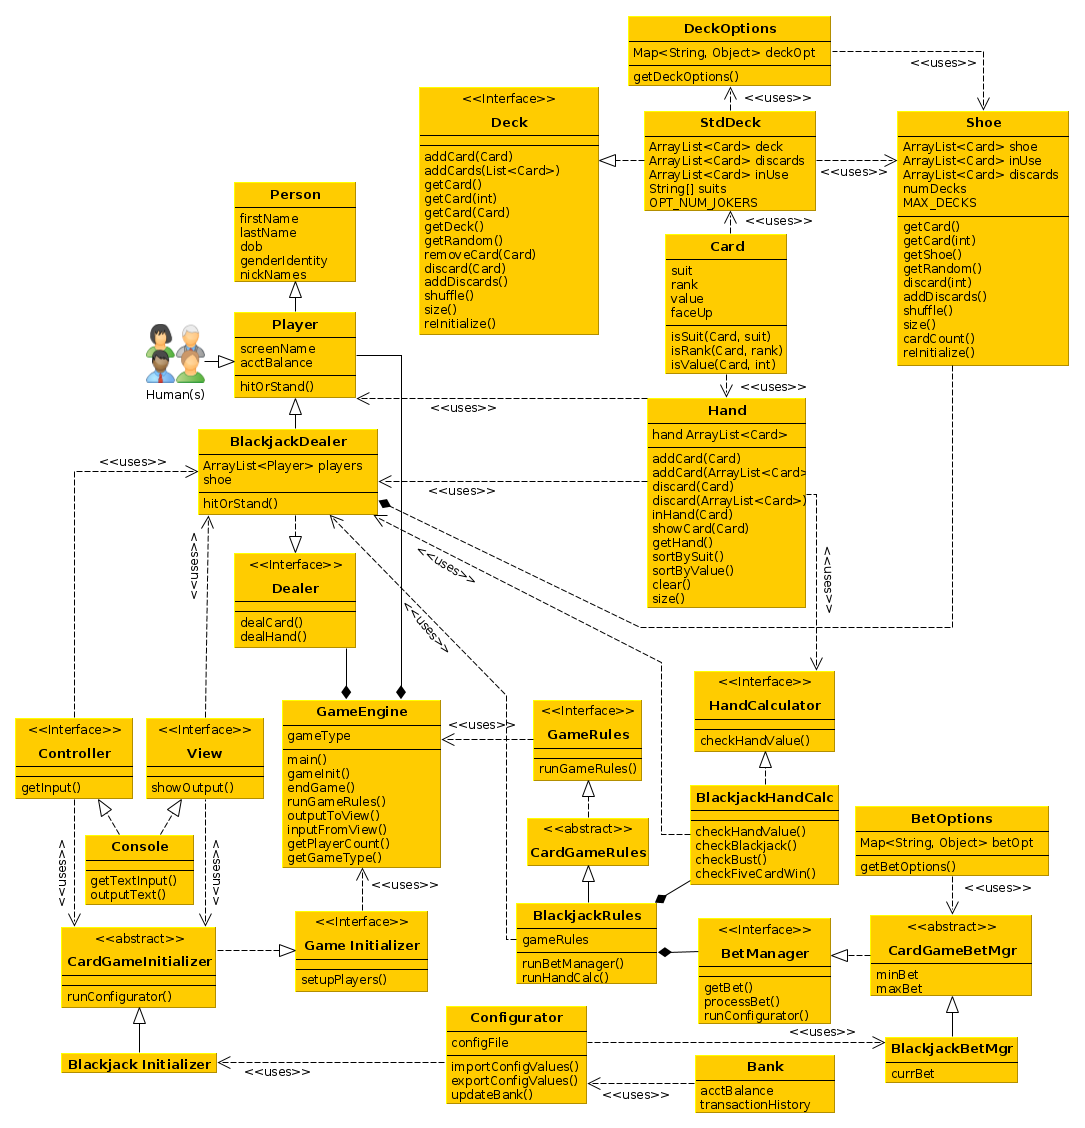 DeckOptions
Map<String, Object> deckOpt
getDeckOptions()
<<uses>>
<<uses>>
<<Interface>>
Deck
addCard(Card)
addCards(List<Card>)
getCard()
getCard(int)
getCard(Card)
getDeck()
getRandom()
removeCard(Card)
discard(Card)
addDiscards()
shuffle()
size()
reInitialize()
StdDeck
ArrayList<Card> deck
ArrayList<Card> discards
ArrayList<Card> inUse
String[] suits
OPT_NUM_JOKERS
<<uses>>
<<uses>>
Shoe
ArrayList<Card> shoe
ArrayList<Card> inUse
ArrayList<Card> discards
numDecks
MAX_DECKS
getCard()
getCard(int)
getShoe()
getRandom()
discard(int)
addDiscards()
shuffle()
size()
cardCount()
reInitialize()
Person
firstName
lastName
dob
genderIdentity
nickNames
Card
suit
rank
value
faceUp
isSuit(Card, suit)
isRank(Card, rank)
isValue(Card, int)
<<uses>>
Player
screenName
acctBalance
hitOrStand()
Human(s)
<<uses>>
Hand
hand ArrayList<Card>
addCard(Card)
addCard(ArrayList<Card>
discard(Card)
discard(ArrayList<Card>)
inHand(Card)
showCard(Card)
getHand()
sortBySuit()
sortByValue()
clear()
size()
BlackjackDealer
ArrayList<Player> players
shoe
hitOrStand()
<<uses>>
<<uses>>
<<uses>>
<<uses>>
<<uses>>
<<uses>>
<<Interface>>
Dealer
dealCard()
dealHand()
<<Interface>>
HandCalculator
checkHandValue()
<<Interface>>
Controller
getInput()
<<Interface>>
View
showOutput()
GameEngine
gameType
main()
gameInit()
endGame()
runGameRules()
outputToView()
inputFromView()
getPlayerCount()
getGameType()
<<uses>>
<<Interface>>
GameRules
runGameRules()
BlackjackHandCalc
checkHandValue()
checkBlackjack()
checkBust()
checkFiveCardWin()
BetOptions
Map<String, Object> betOpt
getBetOptions()
<<uses>>
<<abstract>>
CardGameRules
Console
getTextInput()
outputText()
<<uses>>
<<uses>>
<<uses>>
BlackjackRules
gameRules
runBetManager()
runHandCalc()
<<Interface>>
Game Initializer
setupPlayers()
<<Interface>>
BetManager
getBet()
processBet()
runConfigurator()
<<abstract>>
CardGameBetMgr
minBet
maxBet
<<abstract>>
CardGameInitializer
runConfigurator()
Configurator
configFile
importConfigValues()
exportConfigValues()
updateBank()
<<uses>>
BlackjackBetMgr
currBet
Blackjack Initializer
<<uses>>
Bank
acctBalance
transactionHistory
<<uses>>